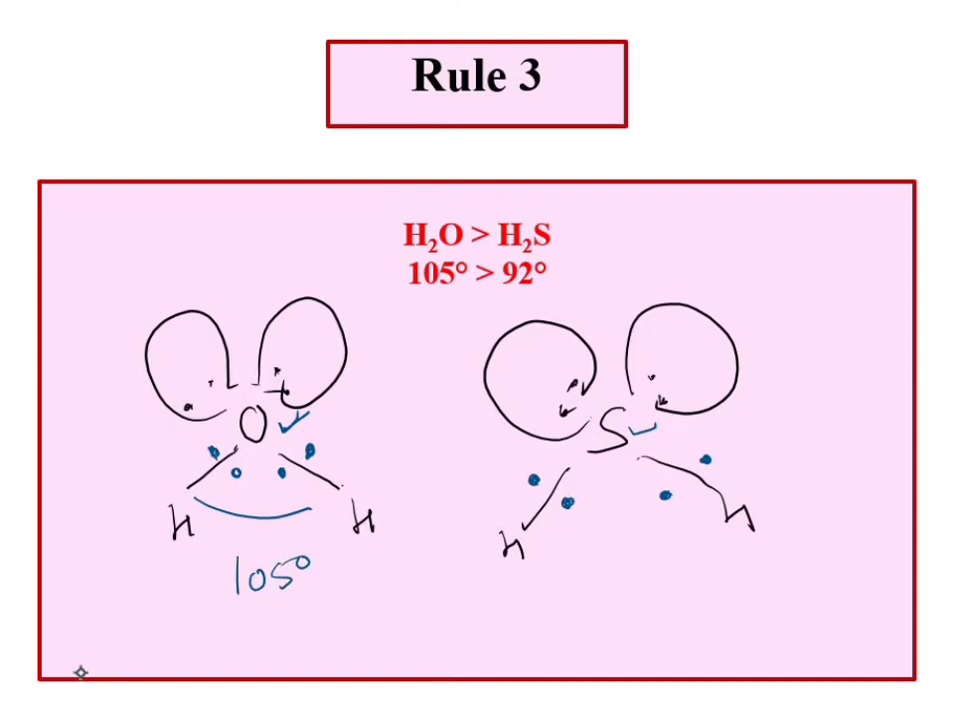 Rule 3
H₂O > H₂S
105° > 92°
O
S
H H
H H
105°